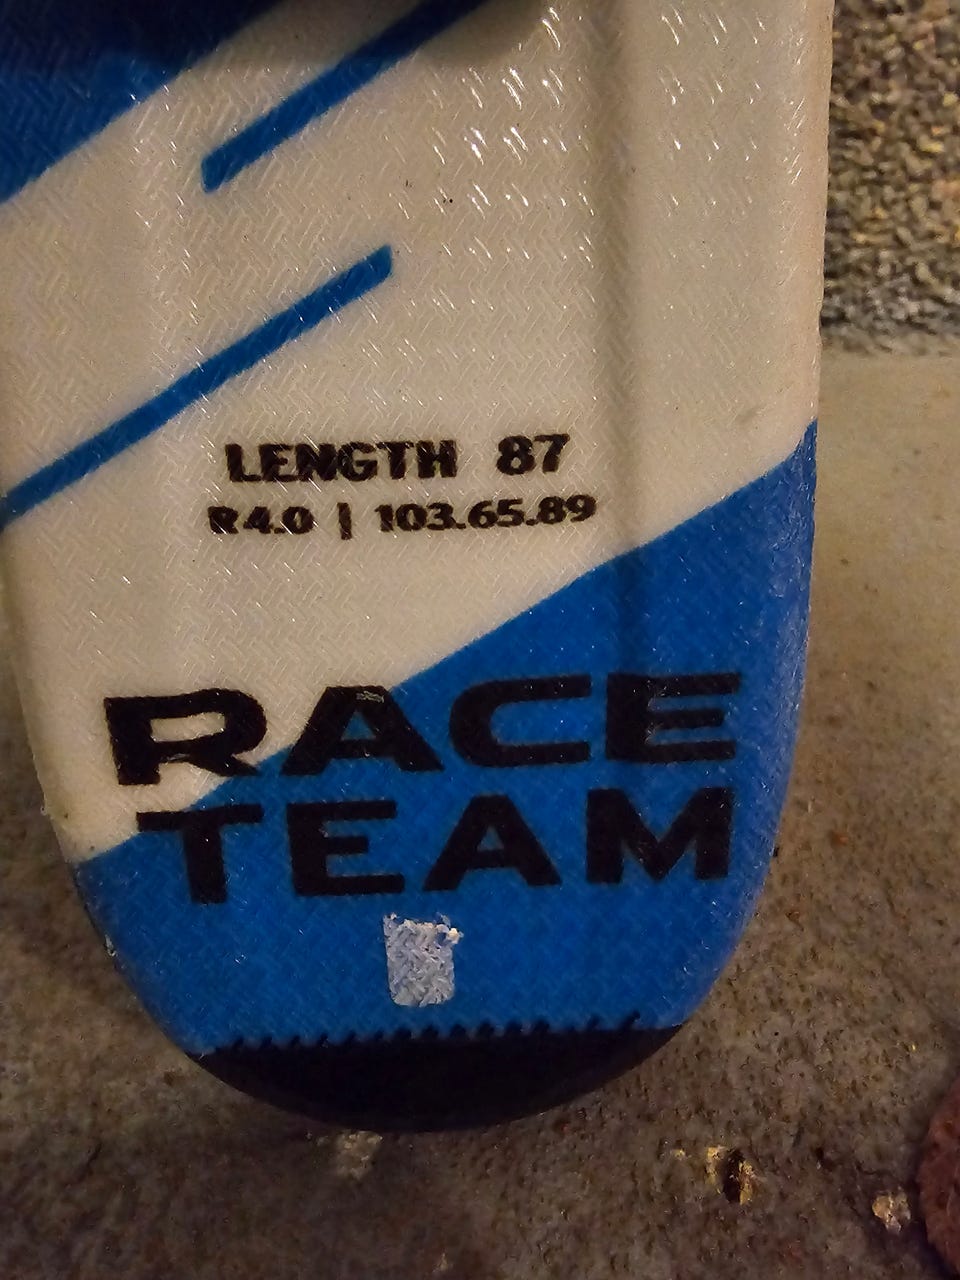 LENGTH 87
R4.0 | 103.65.89
RACE
TEAM